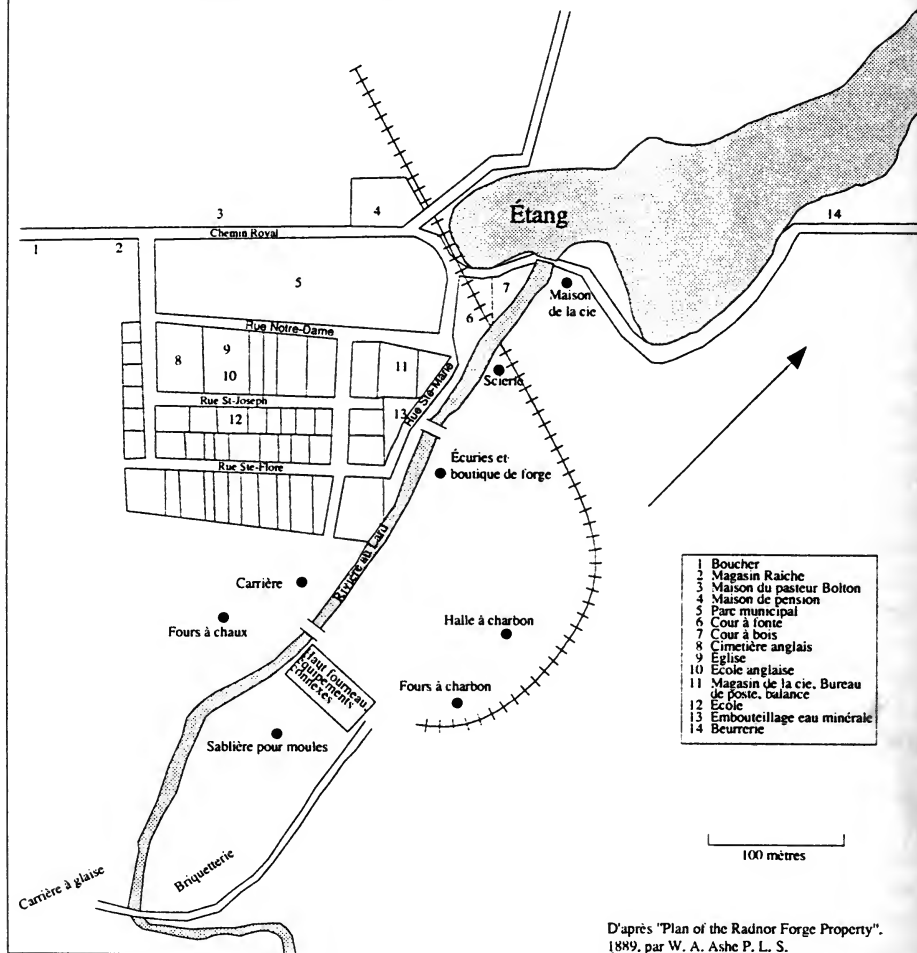 Étang
3
4
14
Chemin Royal
1
2
5
7
Maison
de la cie
6
Rue Notre-Dame
8
9
10
11
Scierie
Rue Ste-Marie
Rue St-Joseph
12
13
Écuries et
boutique de forge
Rue Ste-Flore
Rivière au Lard
Carrière
Fours à chaux
Halle à charbon
Haut fourneau,
équipements
connexes
Fours à charbon
Sablière pour moules
Briquetterie
Carrière à glaise
1 Boucher
2 Magasin Raiche
3 Maison du pasteur Bolton
4 Maison de pension
5 Parc municipal
6 Cour à fonte
7 Cour à bois
8 Cimetière anglais
9 Église
10 École anglaise
11 Magasin de la cie, Bureau
de poste, balance
12 École
13 Embouteillage eau minérale
14 Beurrerie
100 mètres
D'après "Plan of the Radnor Forge Property",
1889, par W. A. Ashe P. L. S.